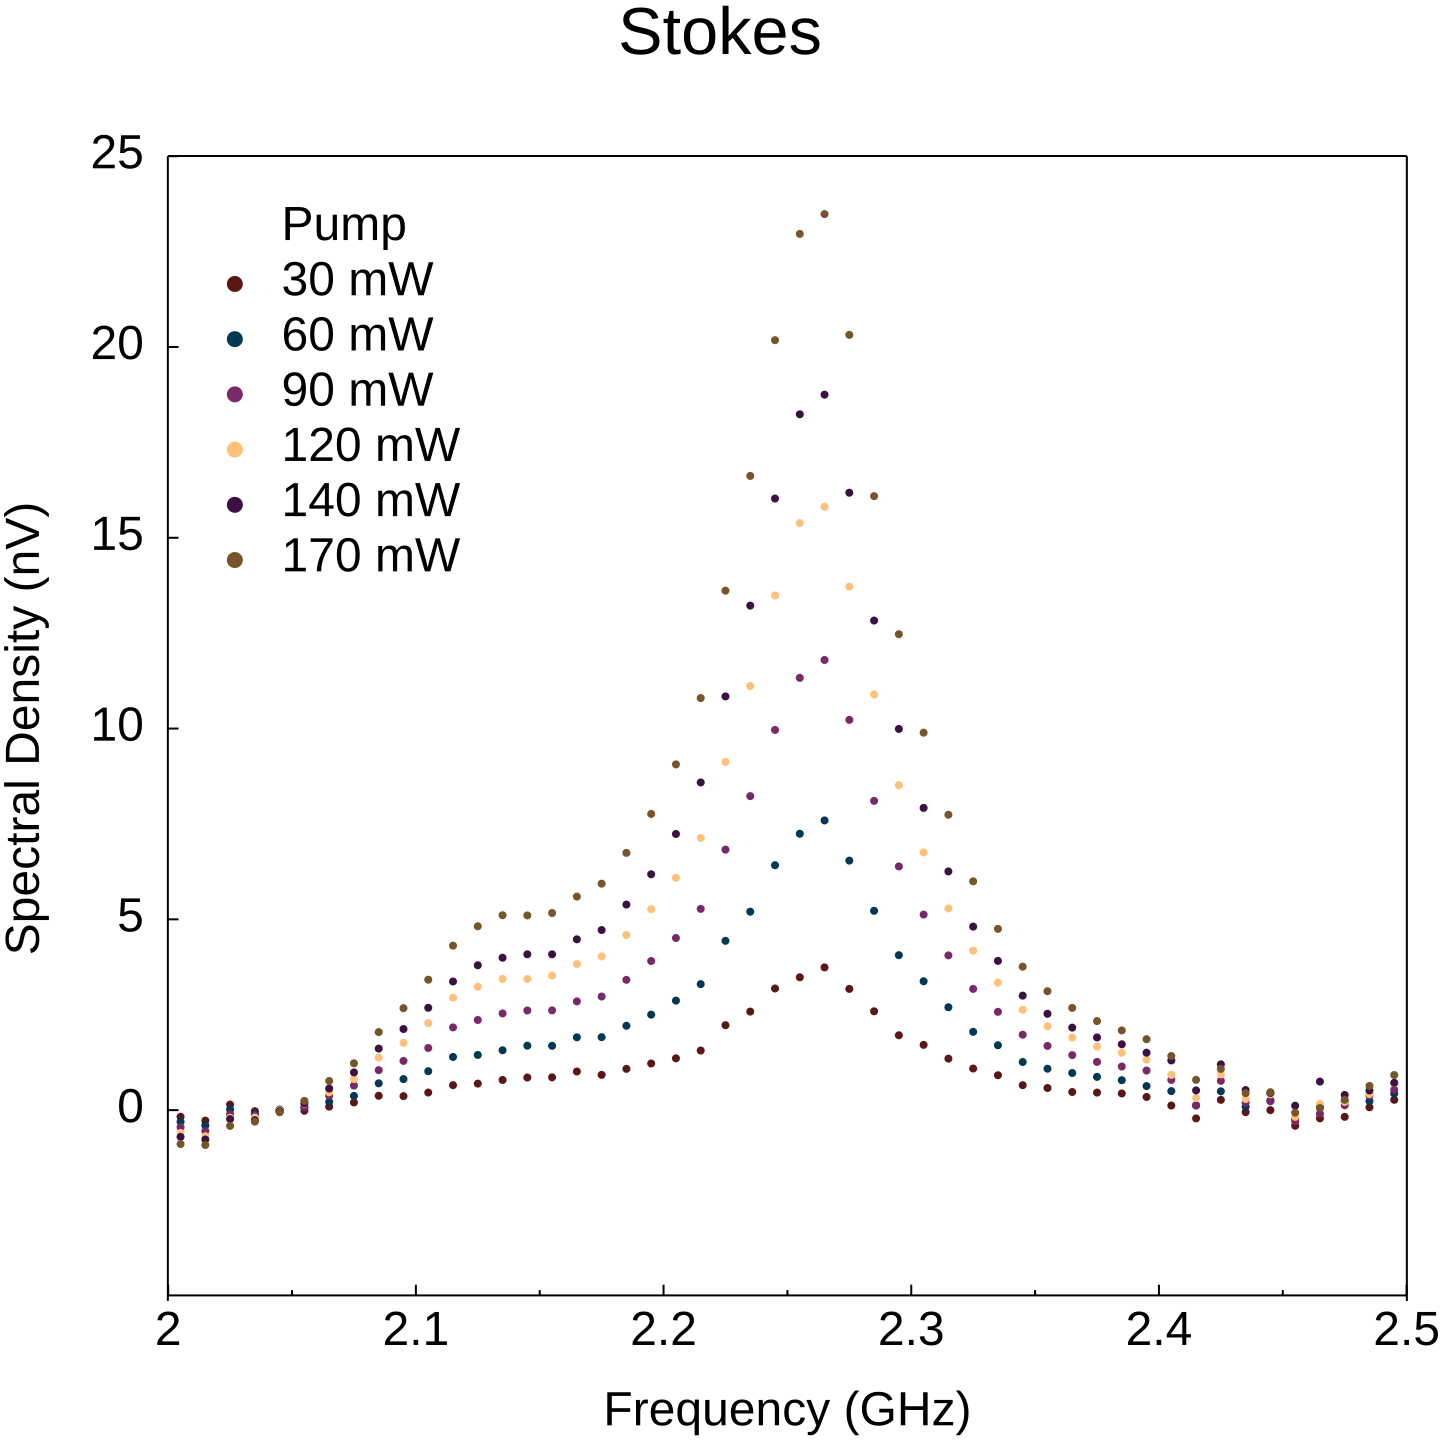 Stokes
25
20
15
10
5
0
Spectral Density (nV)
Pump
30 mW
60 mW
90 mW
120 mW
140 mW
170 mW
2 2.1 2.2 2.3 2.4 2.5
Frequency (GHz)